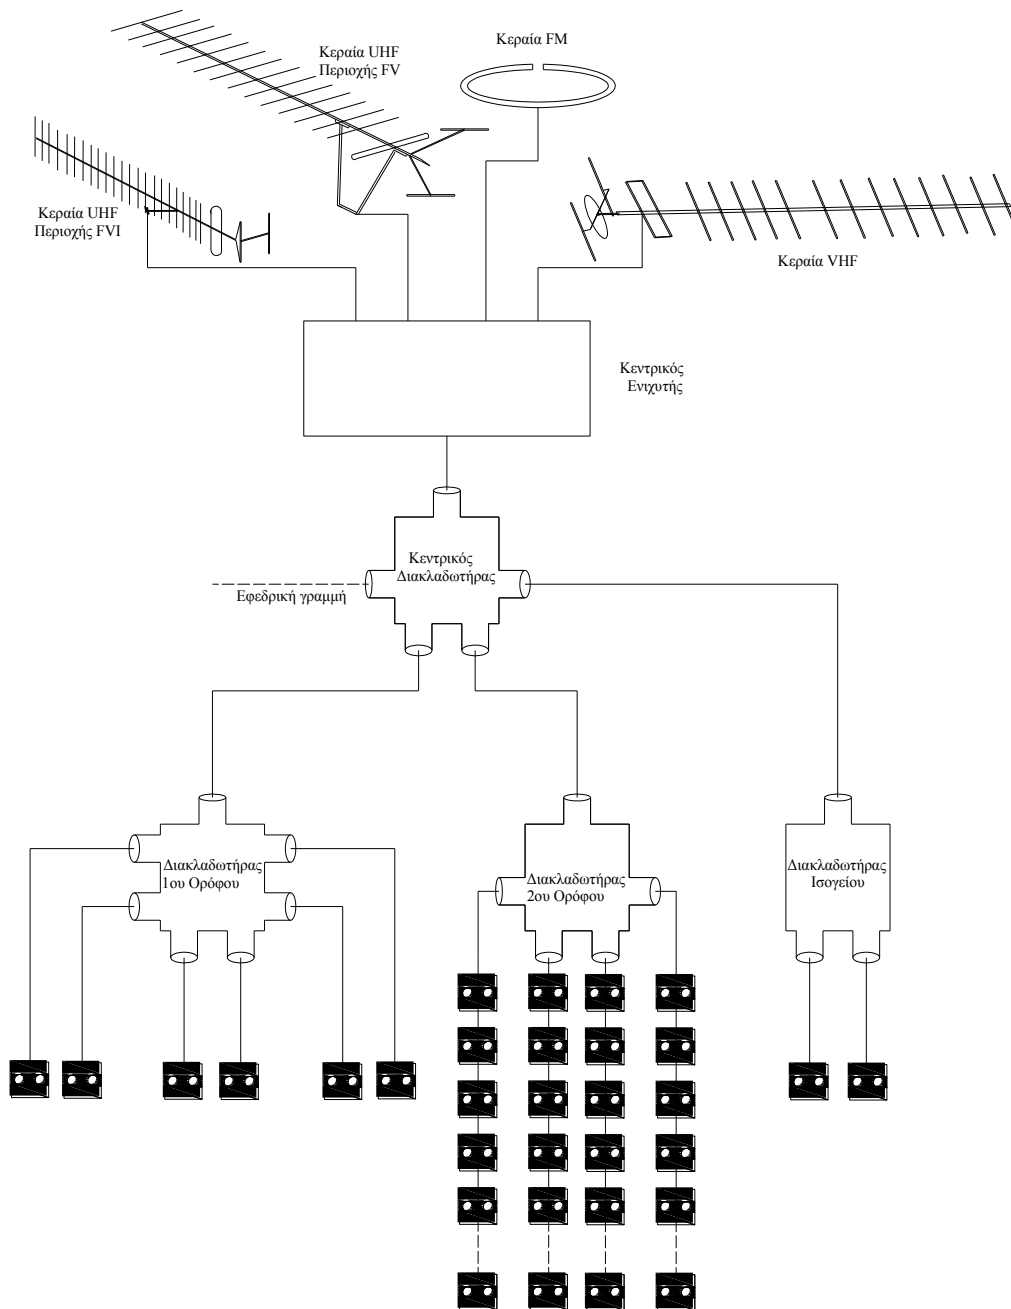 Κεραία UHF
Περιοχής FV
Κεραία FM
Κεραία UHF
Περιοχής FVI
Κεραία VHF
Κεντρικός
Ενιχυτής
Κεντρικός
Διακλαδωτήρας
Εφεδρική γραμμή
Διακλαδωτήρας
1ου Ορόφου
Διακλαδωτήρας
2ου Ορόφου
Διακλαδωτήρας
Ισογείου